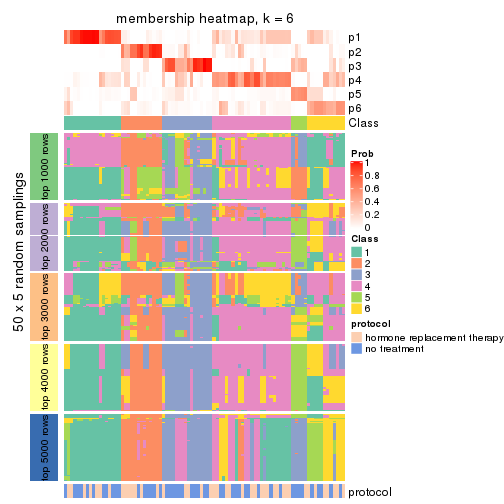 membership heatmap, k = 6
p1
p2
p3
p4
p5
p6
Class
50 x 5 random samplings
top 1000 rows
top 2000 rows
top 3000 rows
top 4000 rows
top 5000 rows
protocol
Prob
1
0.8
0.6
0.4
0.2
0
Class
1
2
3
4
5
6
protocol
hormone replacement therapy
no treatment